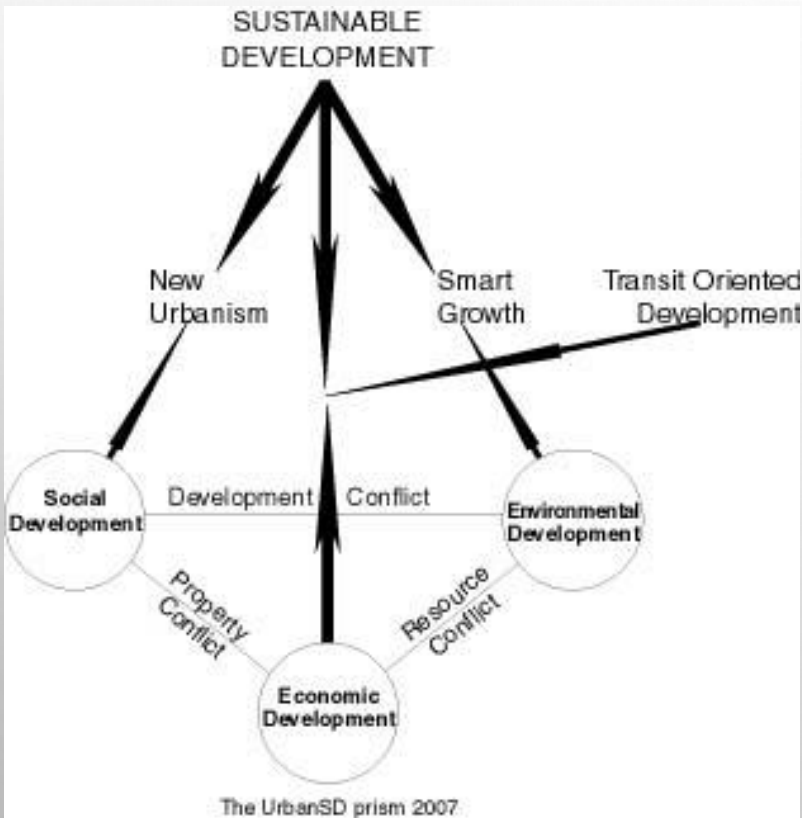 SUSTAINABLE
DEVELOPMENT
New
Urbanism
Smart
Growth
Transit Oriented
Development
Social
Development
Development Conflict
Environmental
Development
Property
Conflict
Resource
Conflict
Economic
Development
The UrbanSD prism 2007